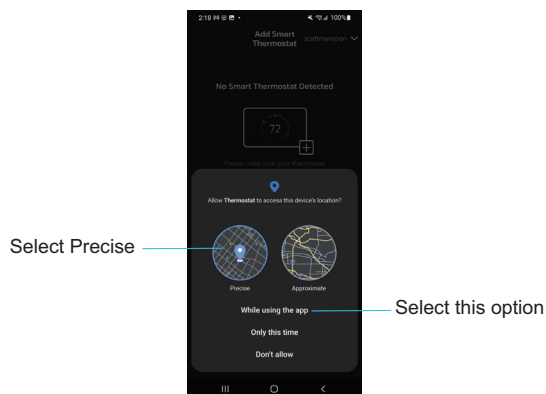 2:18
100%
Add Smart
Thermostat
scottmansoon
No Smart Thermostat Detected
72
Please make sure your thermostat
Allow Thermostat to access this device's location?
Select Precise
Precise
Approximate
While using the app
Select this option
Only this time
Don't allow